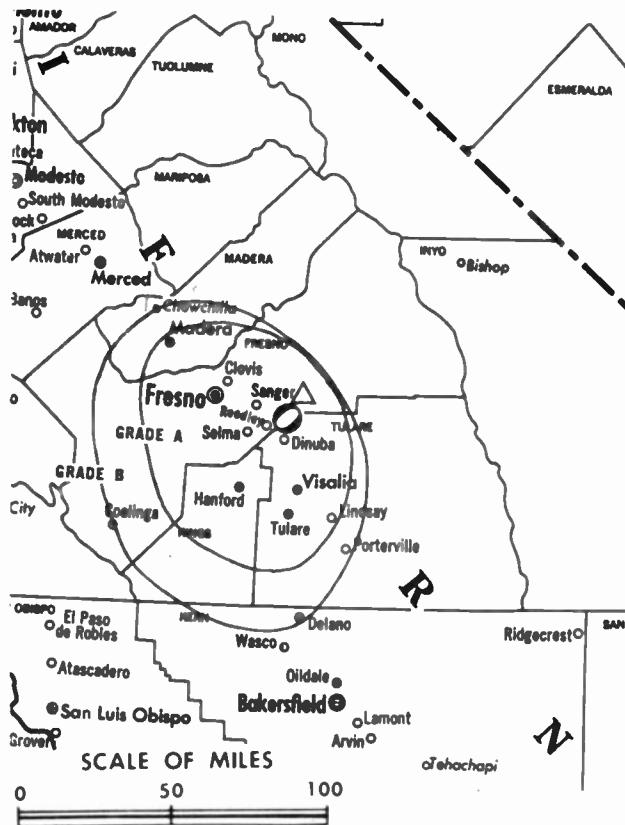 AMADOR
CALAVERAS
MONO
I
TUOLUMNE
ESMERALDA
kton
teca
Modesto
MARIPOSA
South Modesto
ock
MERCED
F
Atwater
MADERA
INYO
Bishop
Merced
Banos
Chowchilla
Madera
FRESNO
Clovis
Fresno
Sanger
Reedley
GRADE A
Selma
TULARE
Dinuba
GRADE B
Visalia
City
Hanford
Coalinga
Tulare
Lindsay
KINGS
Porterville
R
OBISPO
KERN
El Paso
de Robles
Delano
SAN
Wasco
Ridgecrest
Atascadero
Oildale
Bakersfield
San Luis Obispo
Lamont
Grover
Arvin
N
SCALE OF MILES
Tehachapi
0 50 100